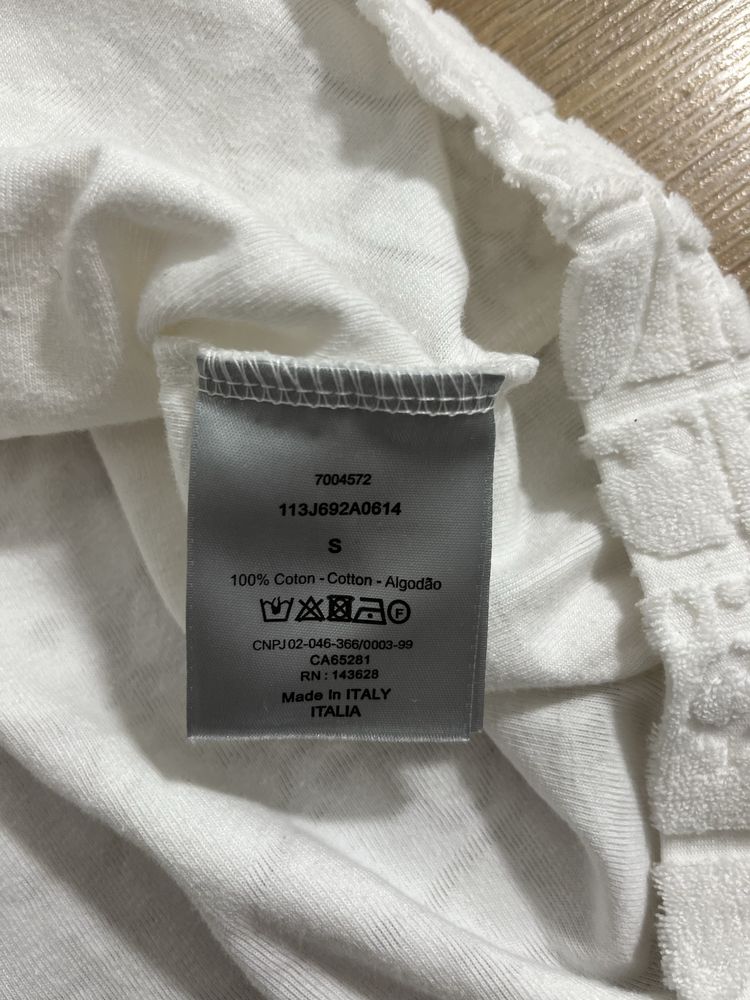 7004572
113J692A0614
S
100% Coton - Cotton - Algodão
F
CNPJ 02-046-366/0003-99
CA65281
RN : 143628
Made In ITALY
ITALIA